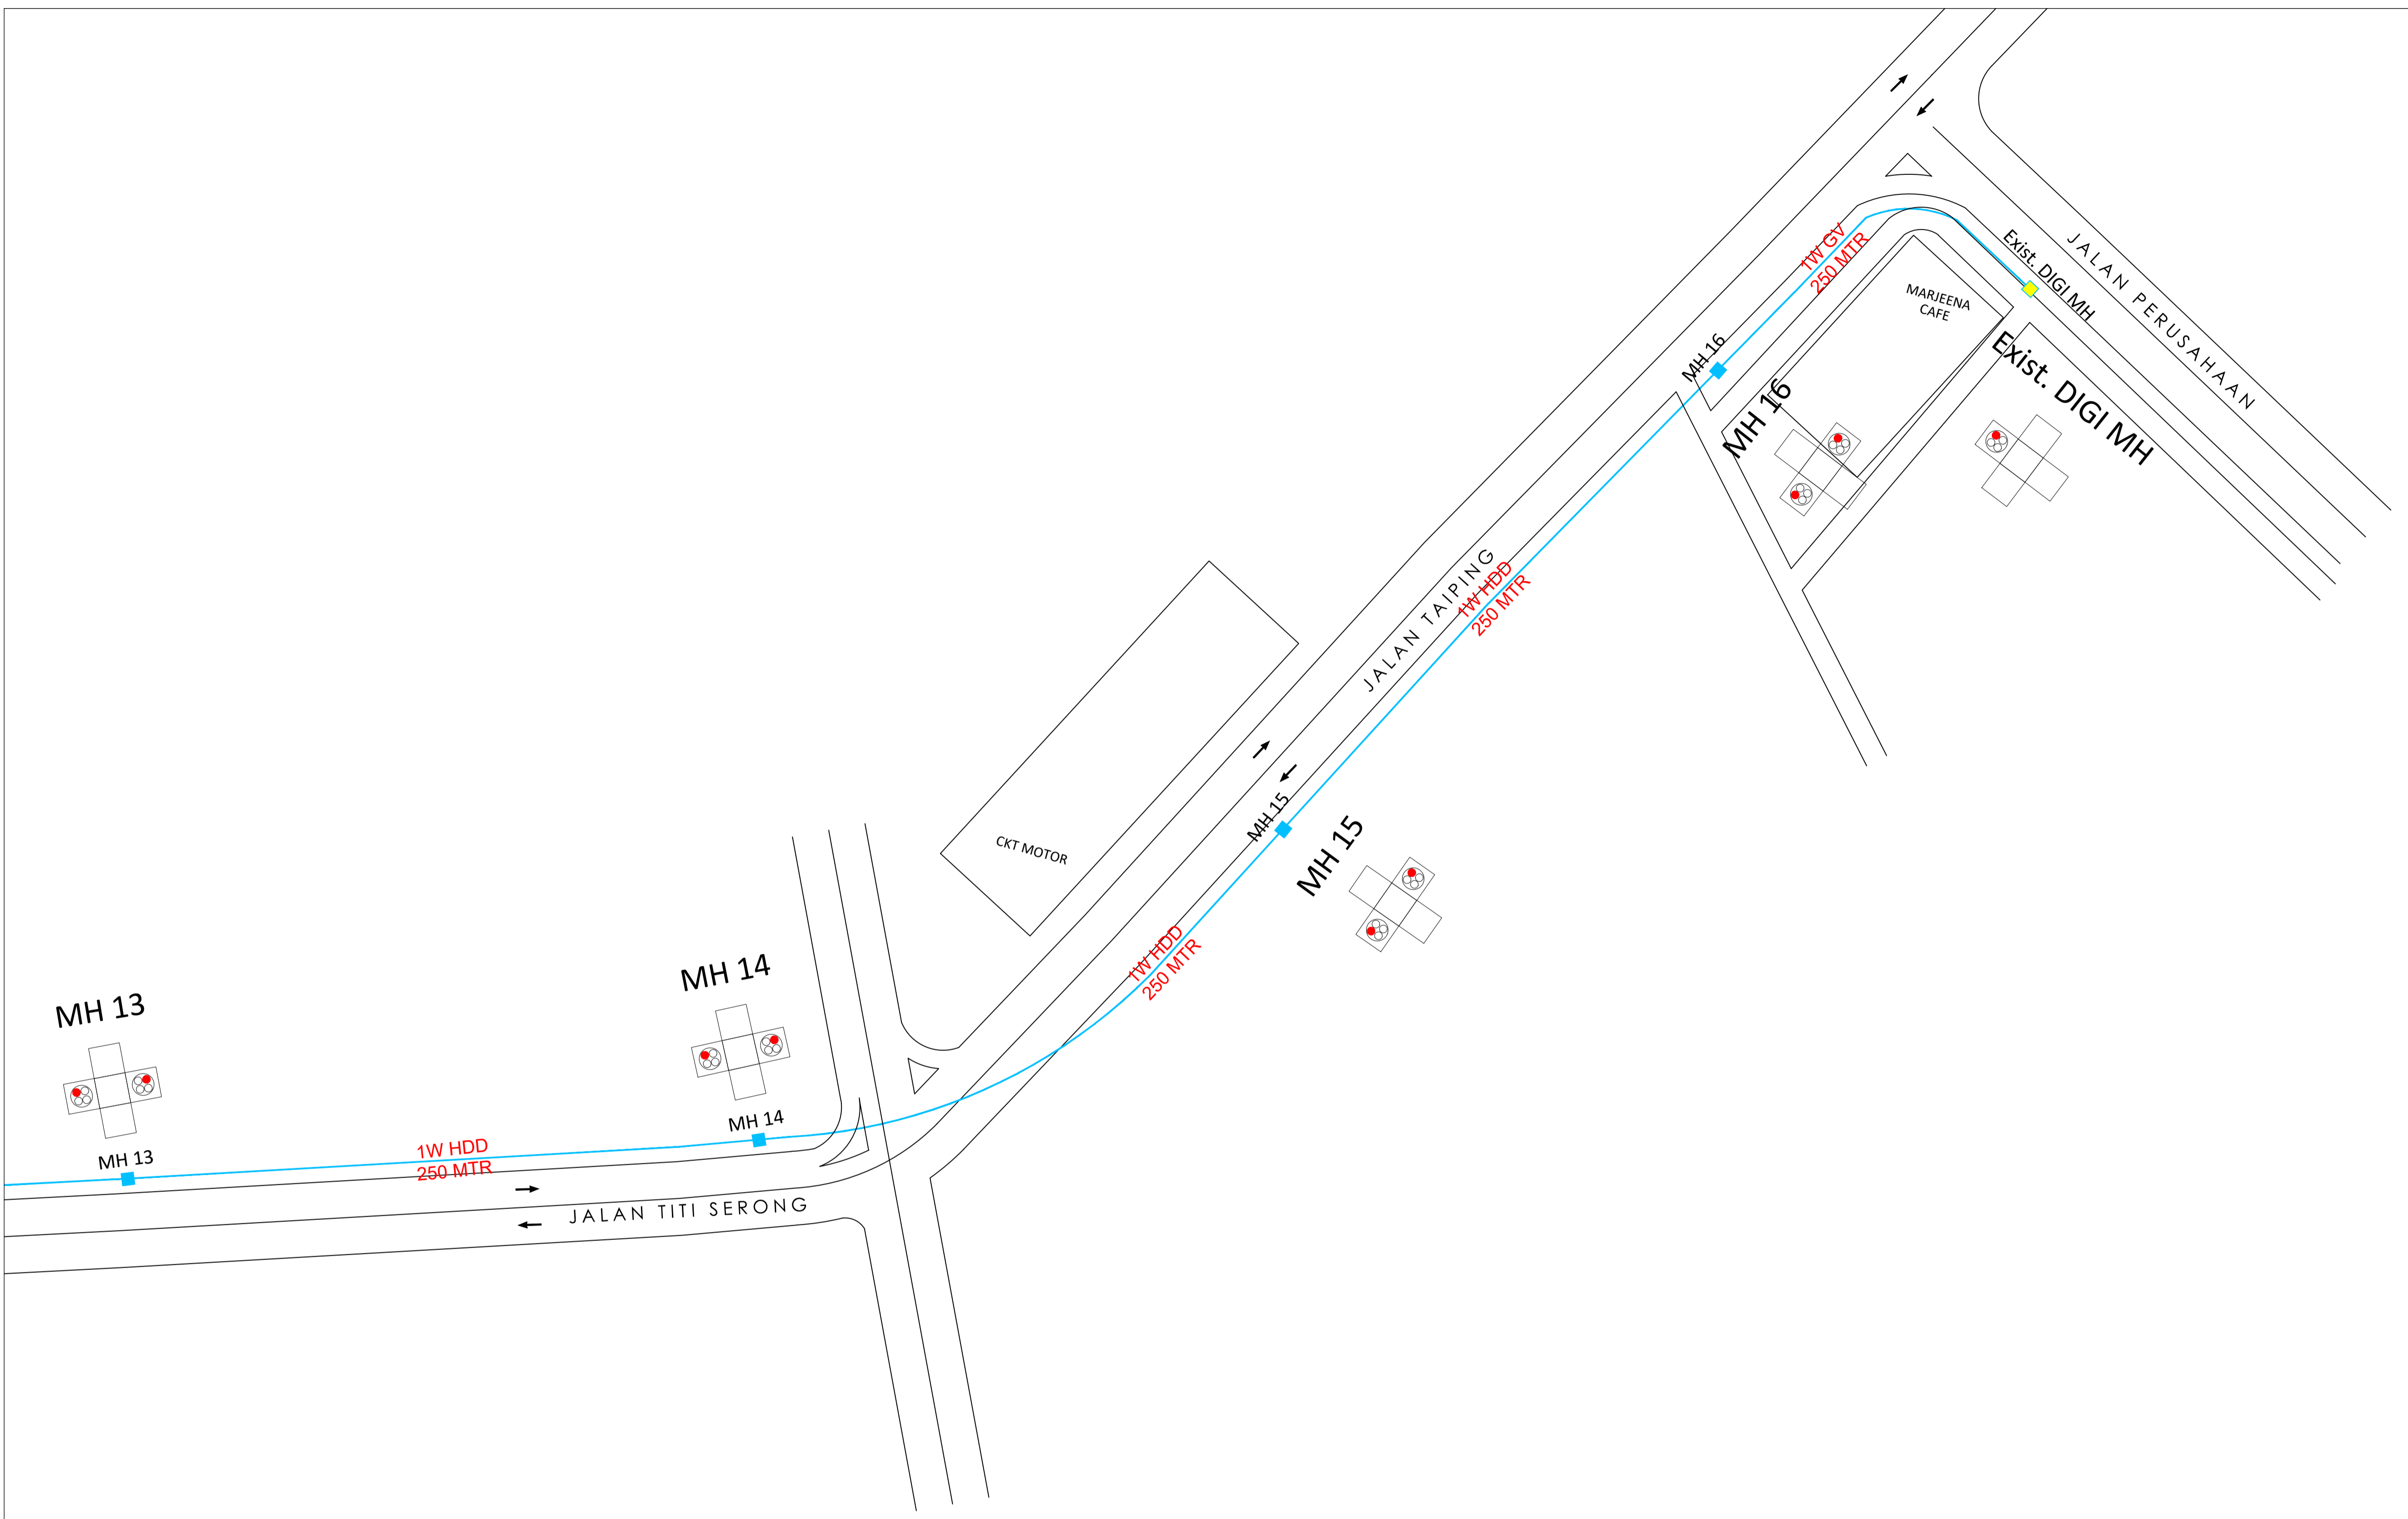 JALAN PERUSAHAAN
Exist. DIGI MH
1W GV
250 MTR
MARJEENA
CAFE
MH 16
MH 16
Exist. DIGI MH
JALAN TAIPING
1W HDD
250 MTR
MH 15
MH 15
CKT MOTOR
1W HDD
250 MTR
MH 14
MH 13
MH 14
MH 13
1W HDD
250 MTR
JALAN TITI SERONG